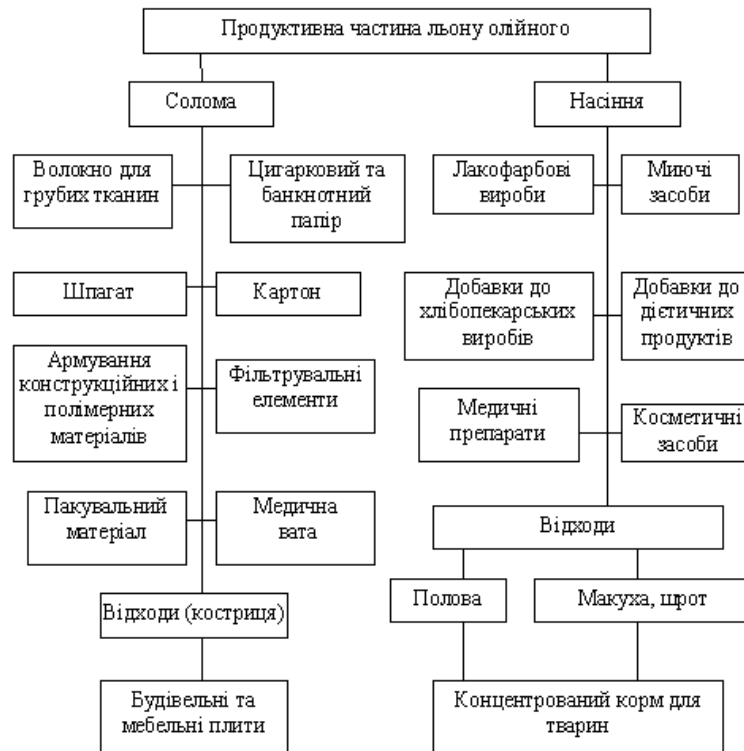 Продуктивна частина льону олійного
Солома
Насіння
Волокно для
грубих тканин
Цигарковий та
банкнотний
папір
Лакофарбові
вироби
Миючі
засоби
Шпагат
Картон
Добавки до
хлібопекарських
виробів
Добавки до
дієтичних
продуктів
Армування
конструкційних і
полімерних
матеріалів
Фільтрувальні
елементи
Медичні
препарати
Косметичні
засоби
Пакувальний
матеріал
Медична
вата
Відходи
Відходи (костриця)
Полова
Макуха, шрот
Будівельні та
мебельні плити
Концентрований корм для
тварин